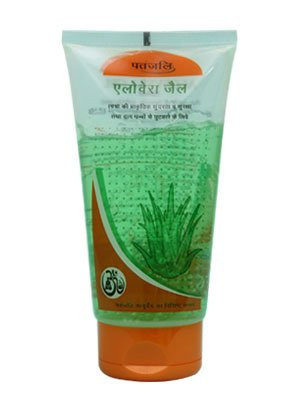 पतंजलि
एलोवेरा जैल
त्वचा की प्राकृतिक सुन्दरता व सुरक्षा
तथा दाग धब्बों से छुटकारे के लिये